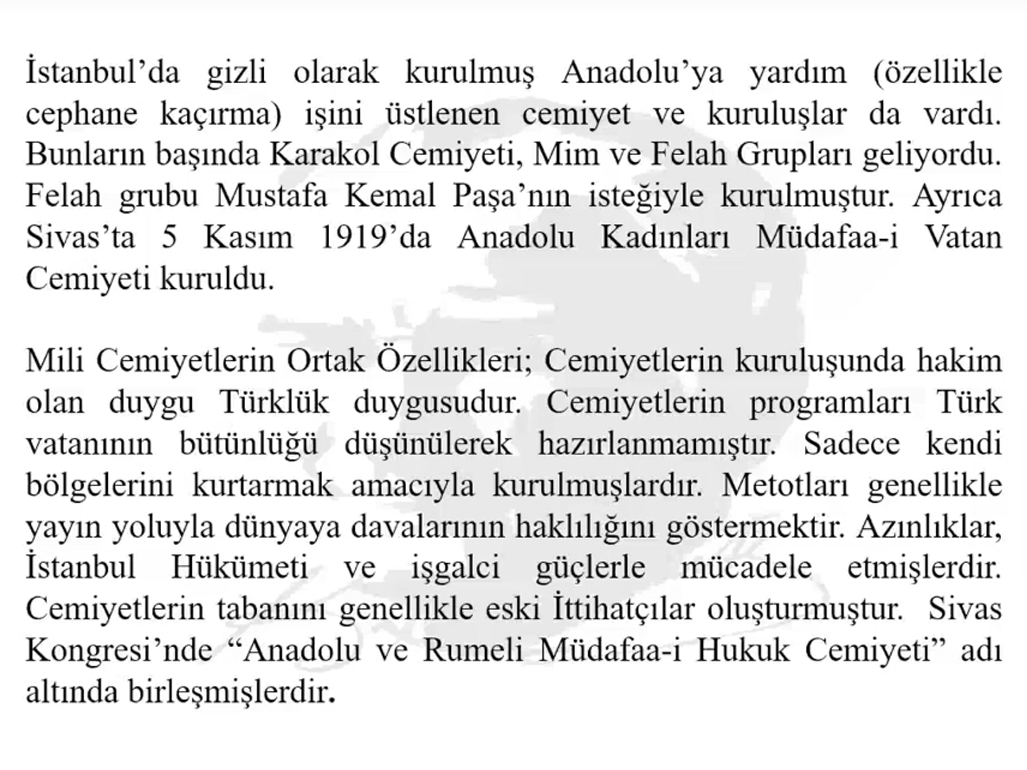 İstanbul’da gizli olarak kurulmuş Anadolu’ya yardım (özellikle
cephane kaçırma) işini üstlenen cemiyet ve kuruluşlar da vardı.
Bunların başında Karakol Cemiyeti, Mim ve Felah Grupları geliyordu.
Felah grubu Mustafa Kemal Paşa’nın isteğiyle kurulmuştur. Ayrıca
Sivas’ta 5 Kasım 1919’da Anadolu Kadınları Müdafaa-i Vatan
Cemiyeti kuruldu.
Mili Cemiyetlerin Ortak Özellikleri; Cemiyetlerin kuruluşunda hakim
olan duygu Türklük duygusudur. Cemiyetlerin programları Türk
vatanının bütünlüğü düşünülerek hazırlanmamıştır. Sadece kendi
bölgelerini kurtarmak amacıyla kurulmuşlardır. Metotları genellikle
yayın yoluyla dünyaya davalarının haklılığını göstermektir. Azınlıklar,
İstanbul Hükümeti ve işgalci güçlerle mücadele etmişlerdir.
Cemiyetlerin tabanını genellikle eski İttihatçılar oluşturmuştur. Sivas
Kongresi’nde “Anadolu ve Rumeli Müdafaa-i Hukuk Cemiyeti” adı
altında birleşmişlerdir.